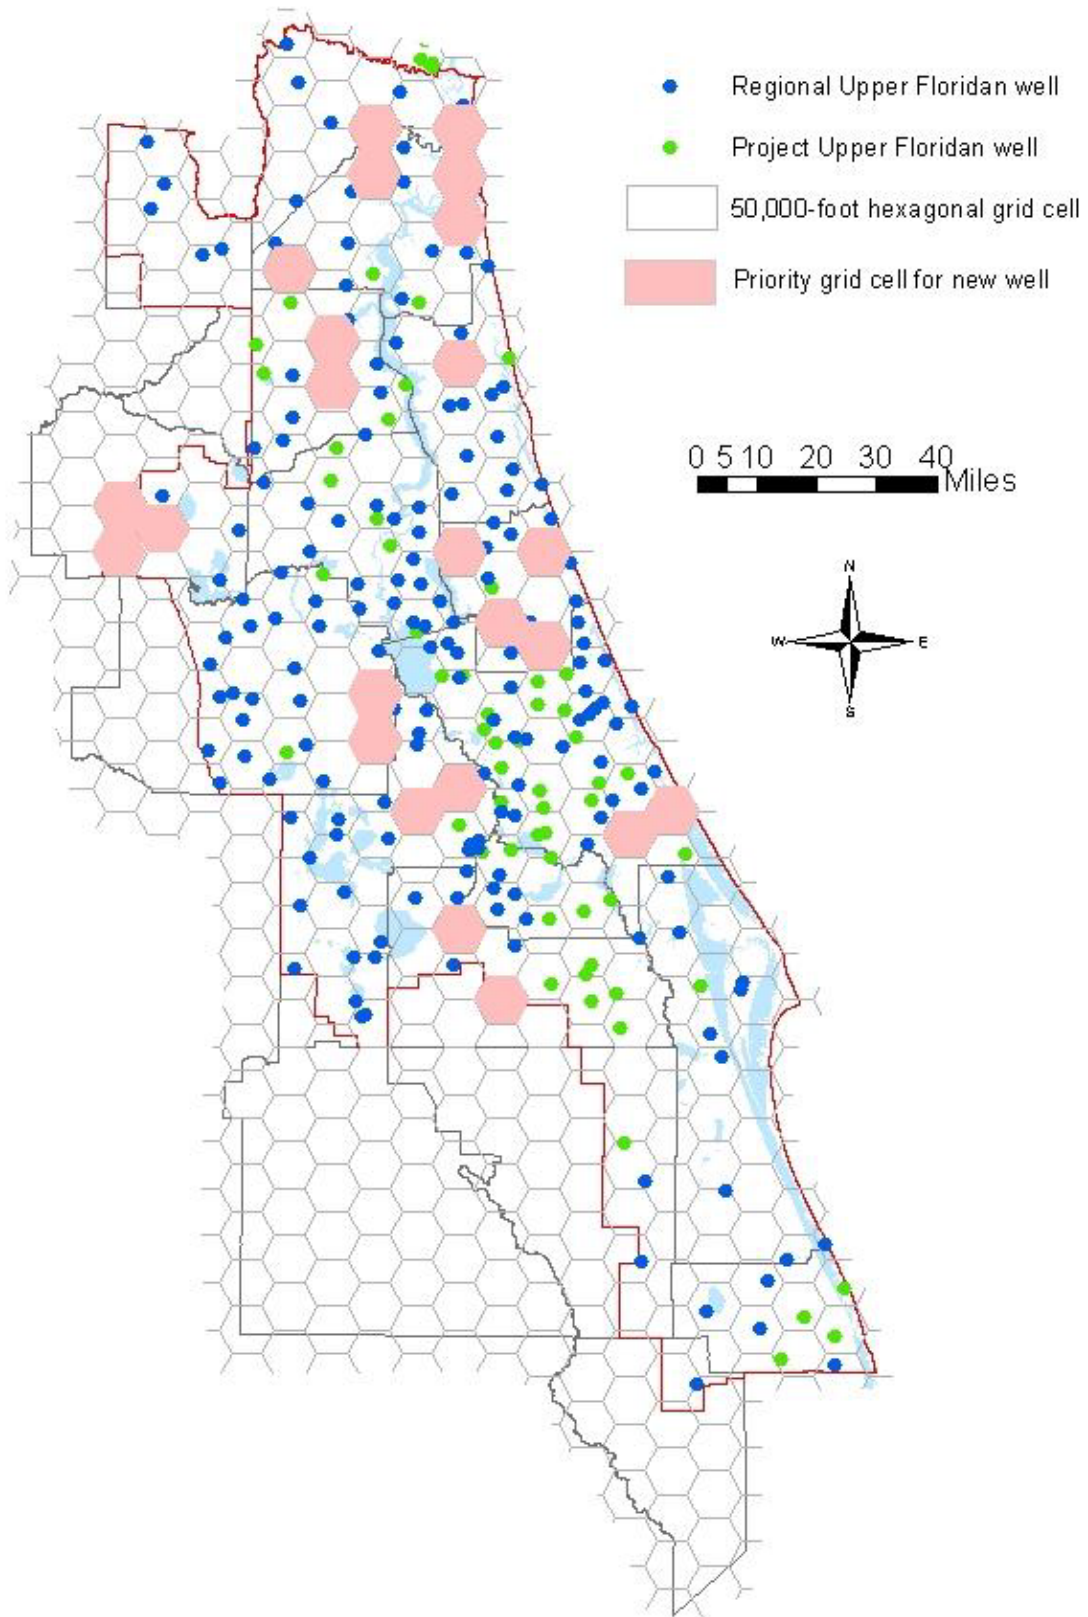 Regional Upper Floridan well
Project Upper Floridan well
50,000-foot hexagonal grid cell
Priority grid cell for new well
0 5 10 20 30 40
Miles
N
W E
S